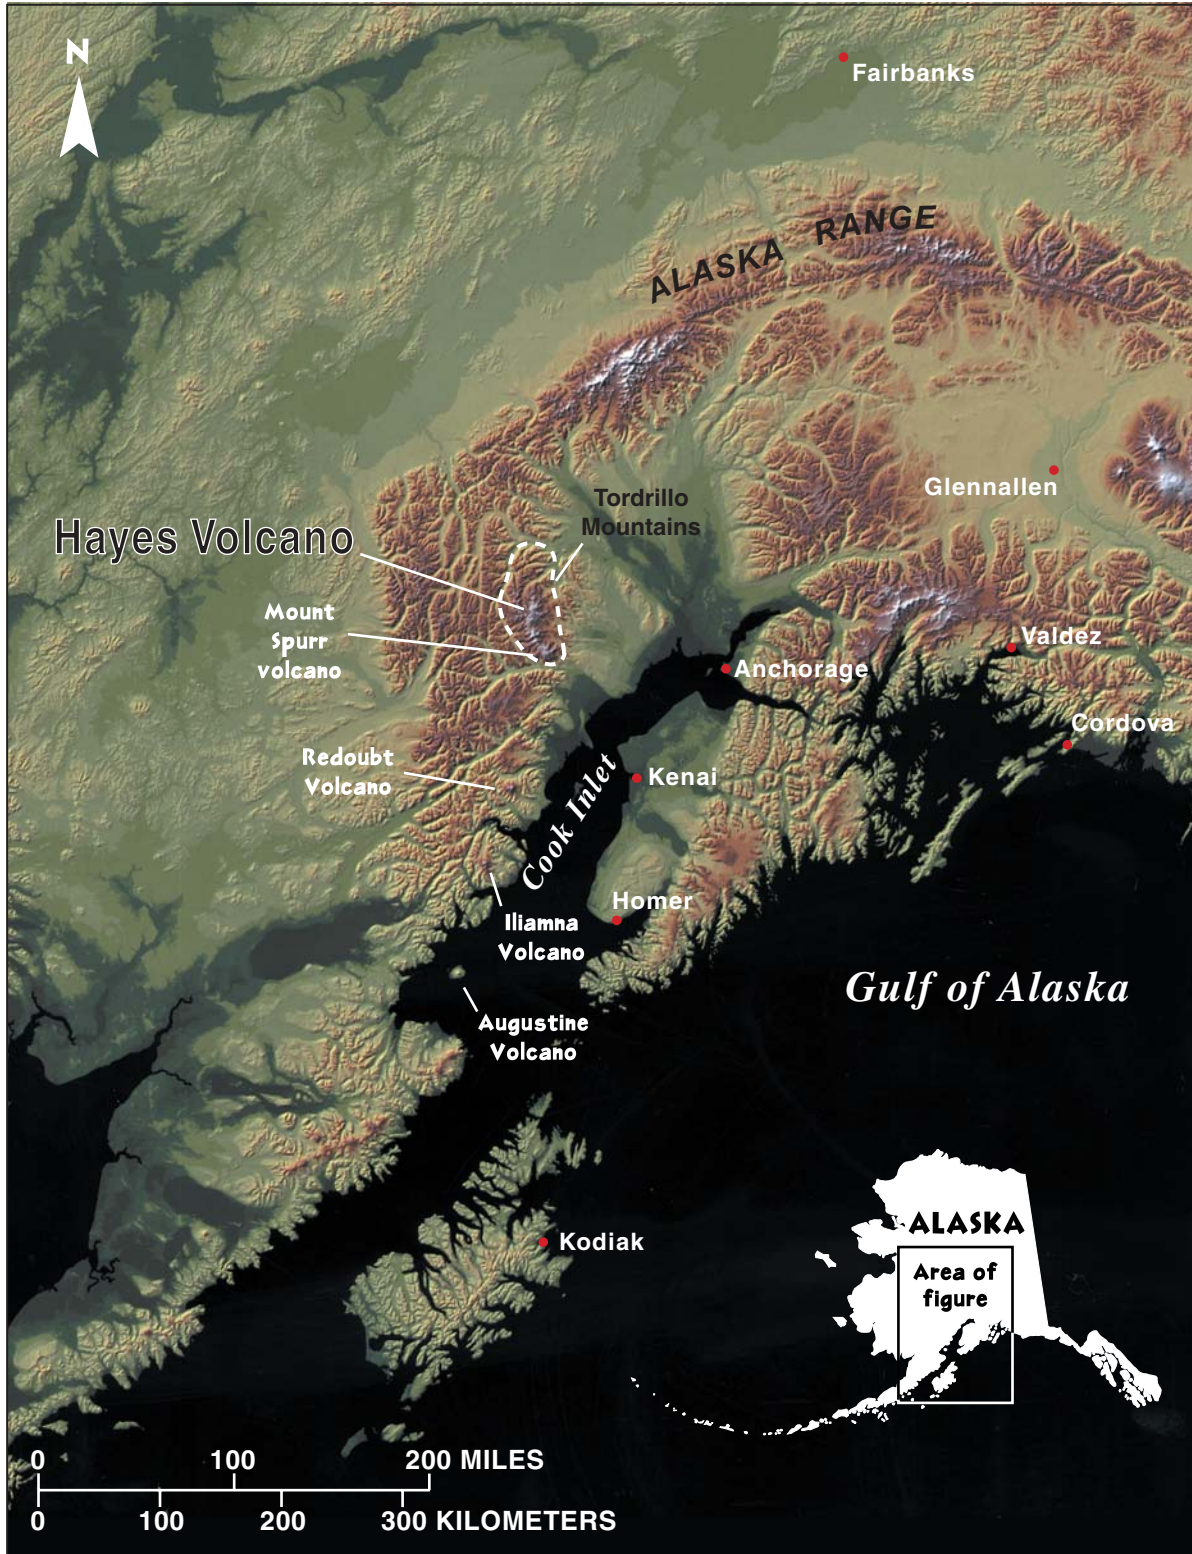 N
Fairbanks
ALASKA RANGE
Glennallen
Tordrillo
Mountains
Hayes Volcano
Mount
Spurr
volcano
Valdez
Anchorage
Cordova
Redoubt
Volcano
Kenai
Cook Inlet
Homer
Iliamna
Volcano
Gulf of Alaska
Augustine
Volcano
Kodiak
ALASKA
Area of
figure
0 100 200 MILES
0 100 200 300 KILOMETERS